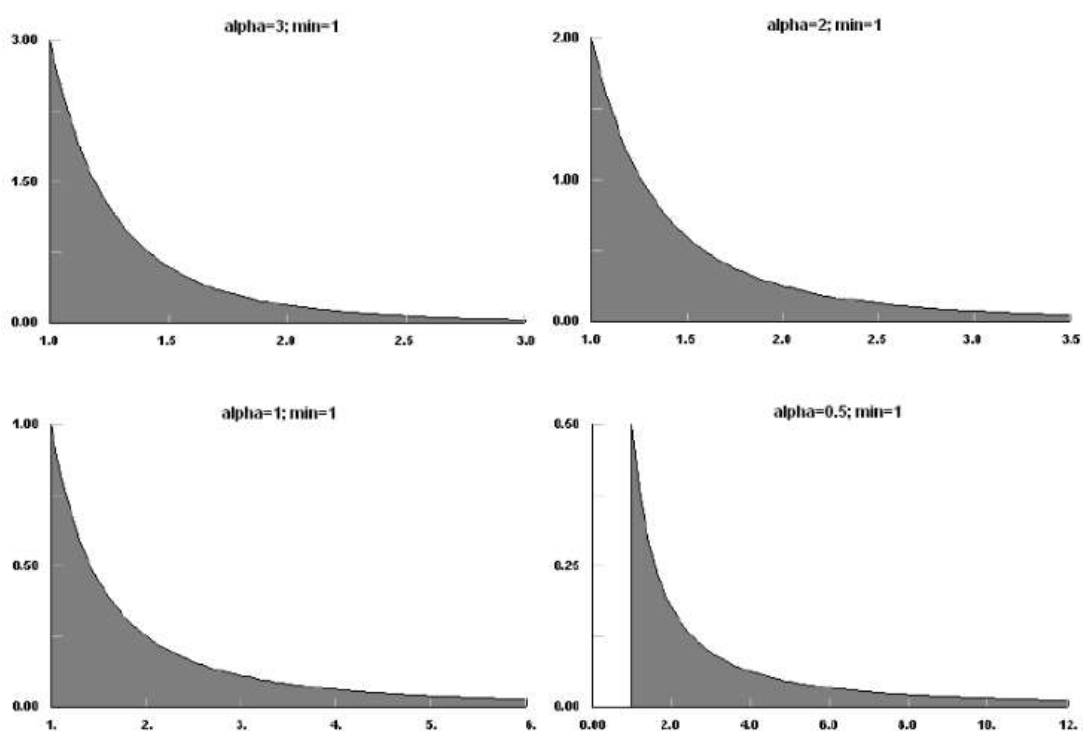 alpha=3; min=1
3.00
1.50
0.00
1.0 1.5 2.0 2.5 3.0
alpha=2; min=1
2.00
1.00
0.00
1.0 1.5 2.0 2.5 3.0 3.5
alpha=1; min=1
1.00
0.50
0.00
1. 2. 3. 4. 5. 6.
alpha=0.5; min=1
0.50
0.25
0.00
0.00 2.0 4.0 6.0 8.0 10. 12.